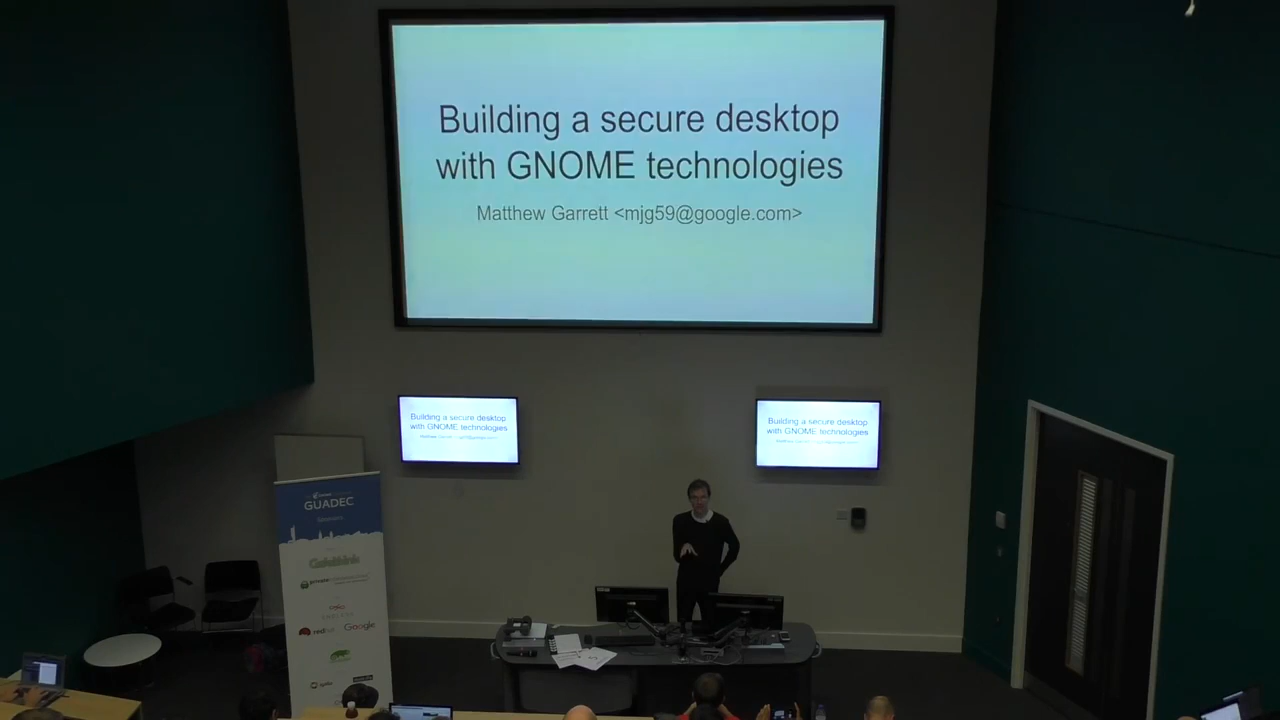 Building a secure desktop
with GNOME technologies
Matthew Garrett <mjg59@google.com>
Building a secure desktop
with GNOME technologies
Building a secure desktop
with GNOME technologies
GUADEC
Codethink
Google